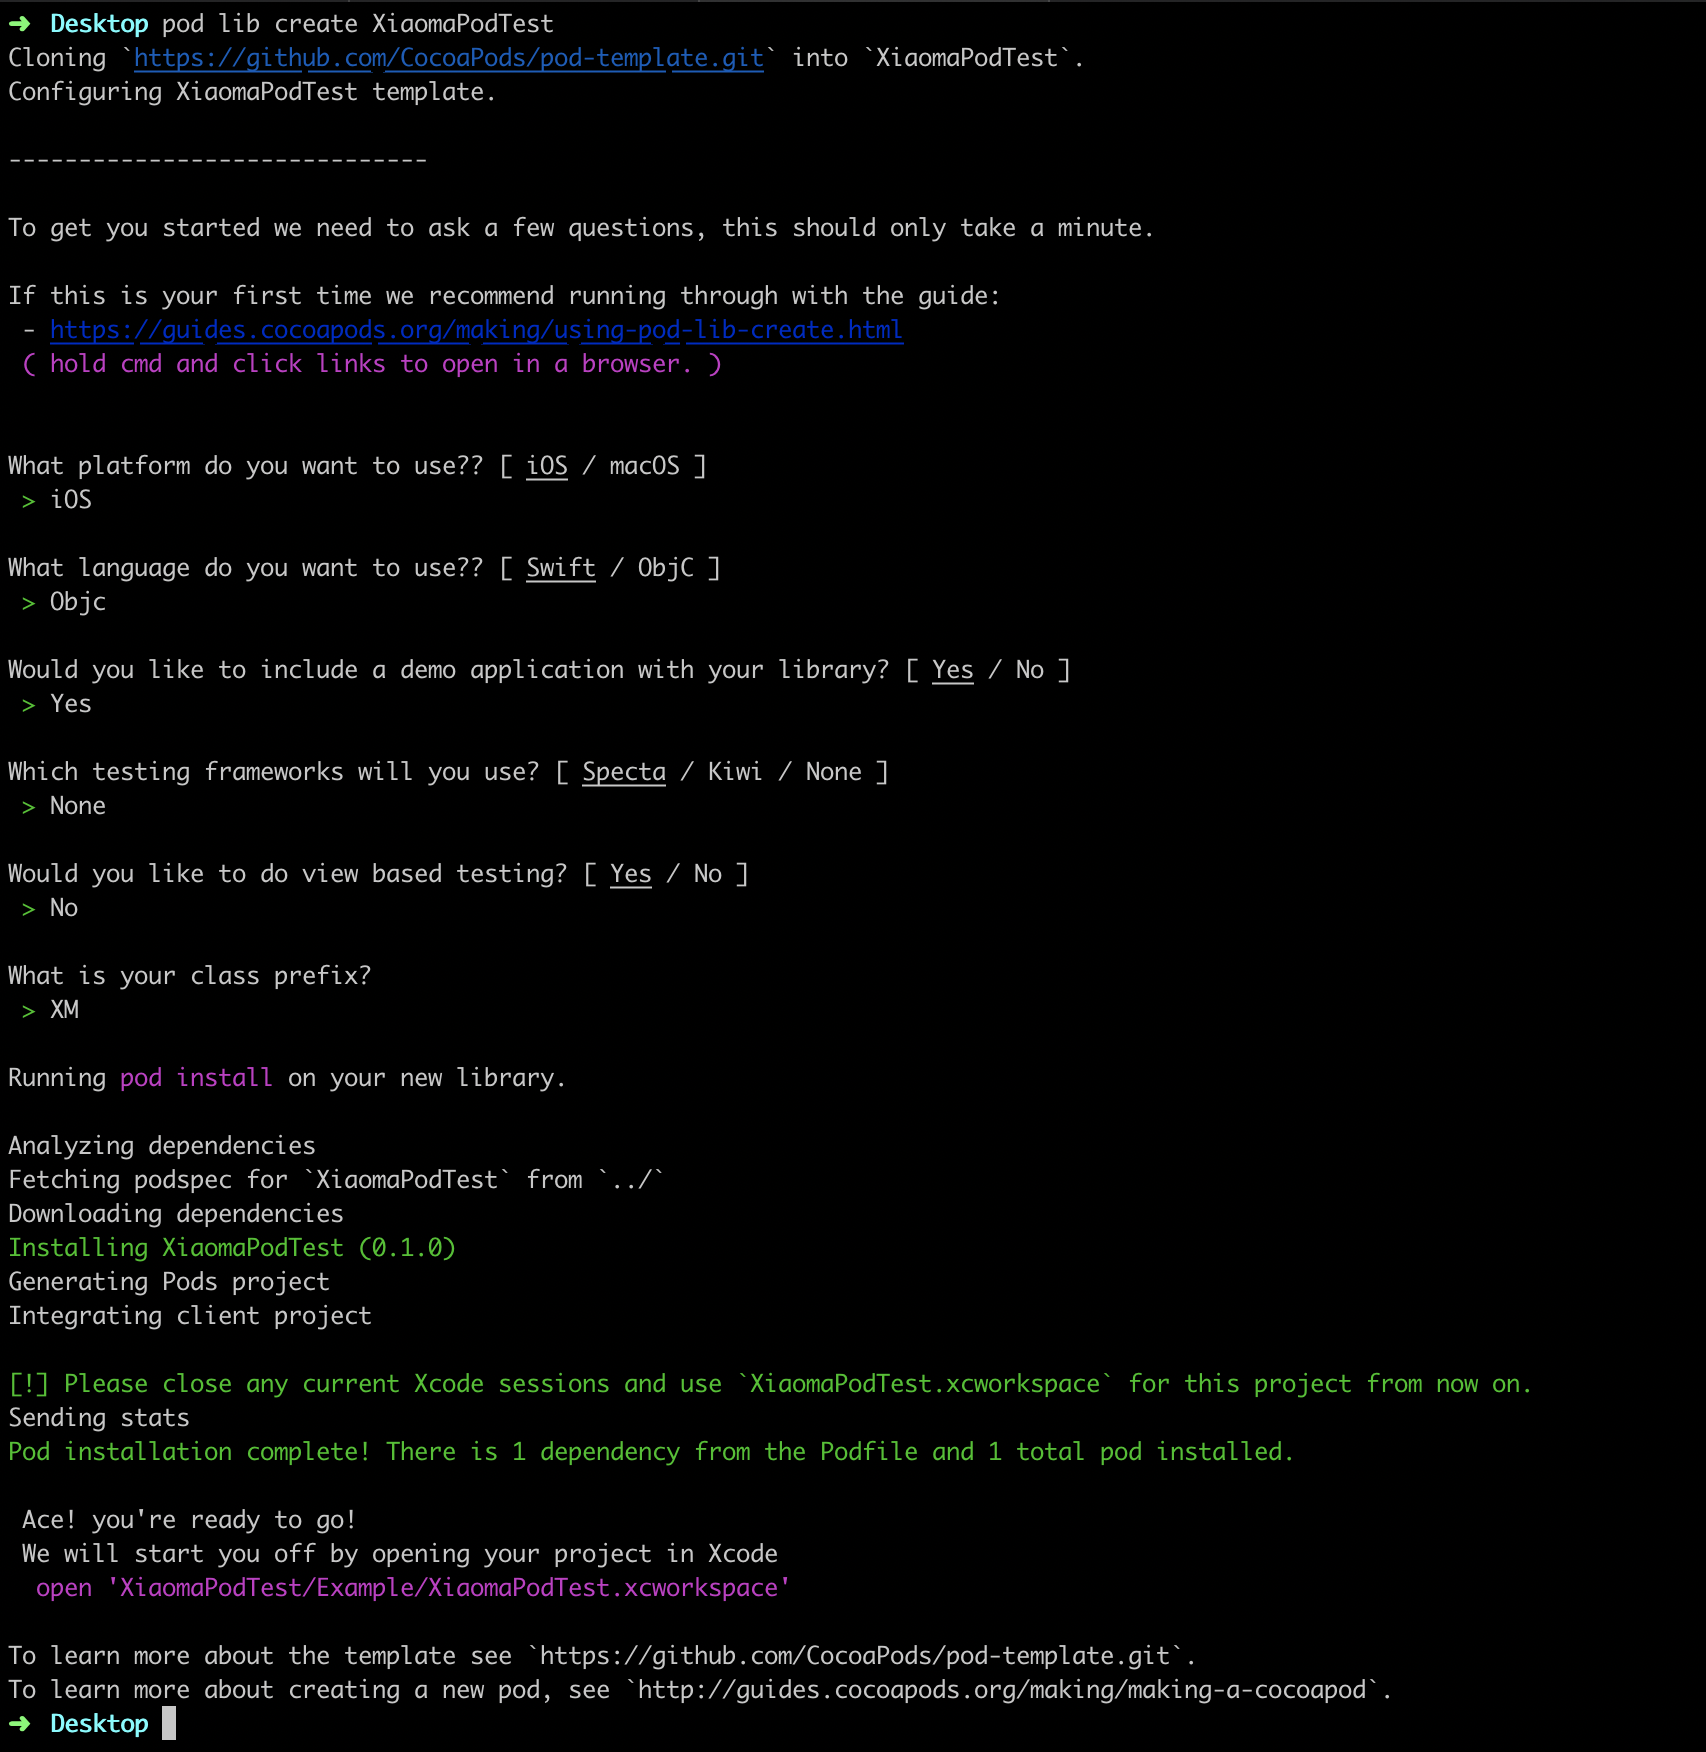 ➜ Desktop pod lib create XiaomaPodTest
Cloning `https://github.com/CocoaPods/pod-template.git` into `XiaomaPodTest`.
Configuring XiaomaPodTest template.
------------------------------
To get you started we need to ask a few questions, this should only take a minute.
If this is your first time we recommend running through with the guide:
- https://guides.cocoapods.org/making/using-pod-lib-create.html
( hold cmd and click links to open in a browser. )
What platform do you want to use?? [ iOS / macOS ]
> iOS
What language do you want to use?? [ Swift / ObjC ]
> Objc
Would you like to include a demo application with your library? [ Yes / No ]
> Yes
Which testing frameworks will you use? [ Specta / Kiwi / None ]
> None
Would you like to do view based testing? [ Yes / No ]
> No
What is your class prefix?
> XM
Running pod install on your new library.
Analyzing dependencies
Fetching podspec for `XiaomaPodTest` from `../`
Downloading dependencies
Installing XiaomaPodTest (0.1.0)
Generating Pods project
Integrating client project
[!] Please close any current Xcode sessions and use `XiaomaPodTest.xcworkspace` for this project from now on.
Sending stats
Pod installation complete! There is 1 dependency from the Podfile and 1 total pod installed.
Ace! you're ready to go!
We will start you off by opening your project in Xcode
open 'XiaomaPodTest/Example/XiaomaPodTest.xcworkspace'
To learn more about the template see `https://github.com/CocoaPods/pod-template.git`.
To learn more about creating a new pod, see `http://guides.cocoapods.org/making/making-a-cocoapod`.
➜ Desktop